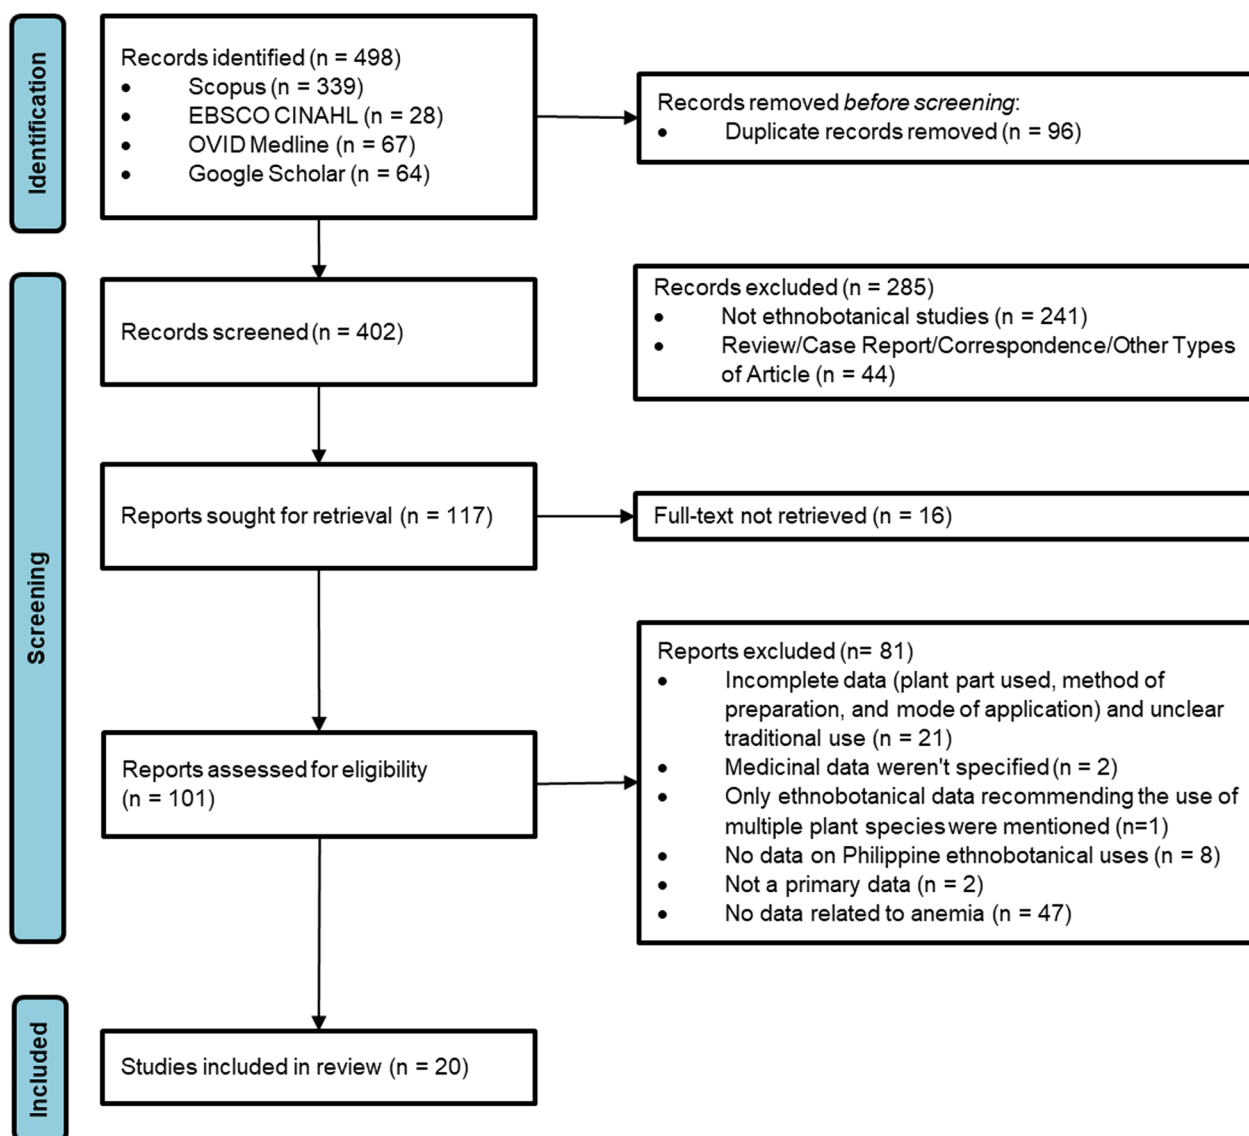 Identification
Records identified (n = 498)
• Scopus (n = 339)
• EBSCO CINAHL (n = 28)
• OVID Medline (n = 67)
• Google Scholar (n = 64)
Records removed before screening:
• Duplicate records removed (n = 96)
Screening
Records screened (n = 402)
Records excluded (n = 285)
• Not ethnobotanical studies (n = 241)
• Review/Case Report/Correspondence/Other Types
of Article (n = 44)
Reports sought for retrieval (n = 117)
Full-text not retrieved (n = 16)
Reports assessed for eligibility
(n = 101)
Reports excluded (n= 81)
• Incomplete data (plant part used, method of
preparation, and mode of application) and unclear
traditional use (n = 21)
• Medicinal data weren't specified (n = 2)
• Only ethnobotanical data recommending the use of
multiple plant species were mentioned (n=1)
• No data on Philippine ethnobotanical uses (n = 8)
• Not a primary data (n = 2)
• No data related to anemia (n = 47)
Included
Studies included in review (n = 20)